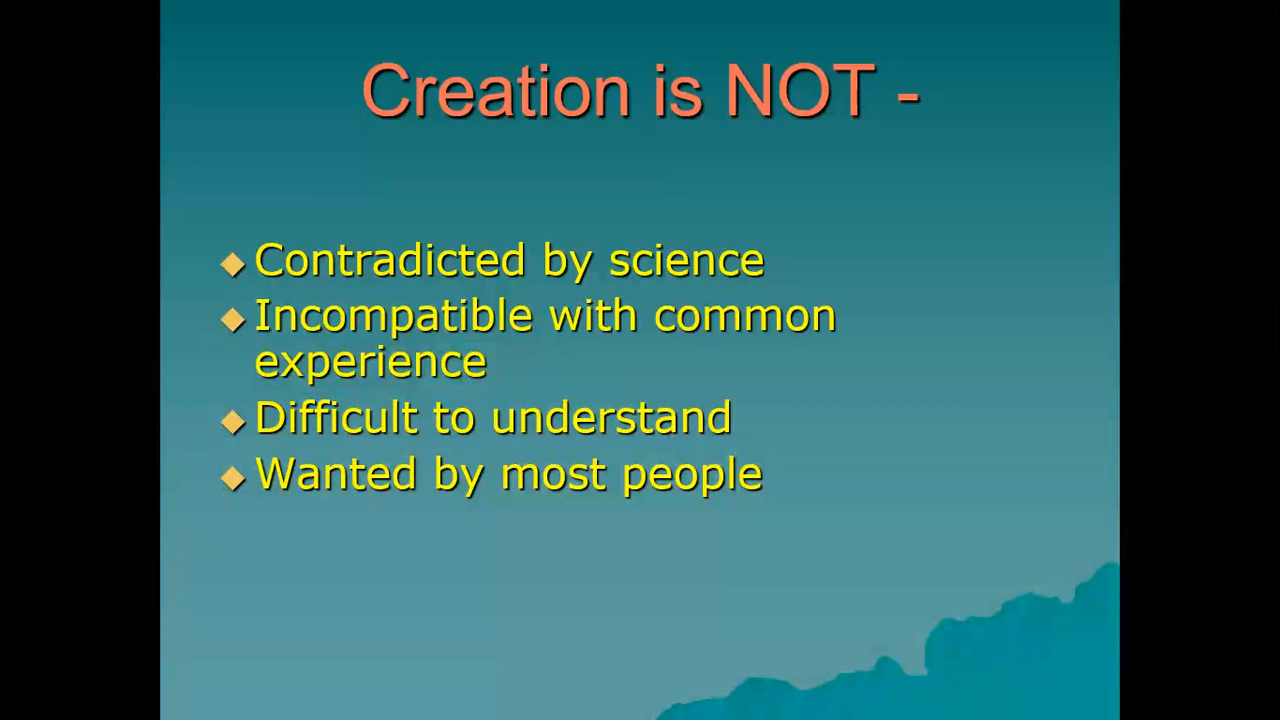 Creation is NOT -
Contradicted by science
Incompatible with common
experience
Difficult to understand
Wanted by most people